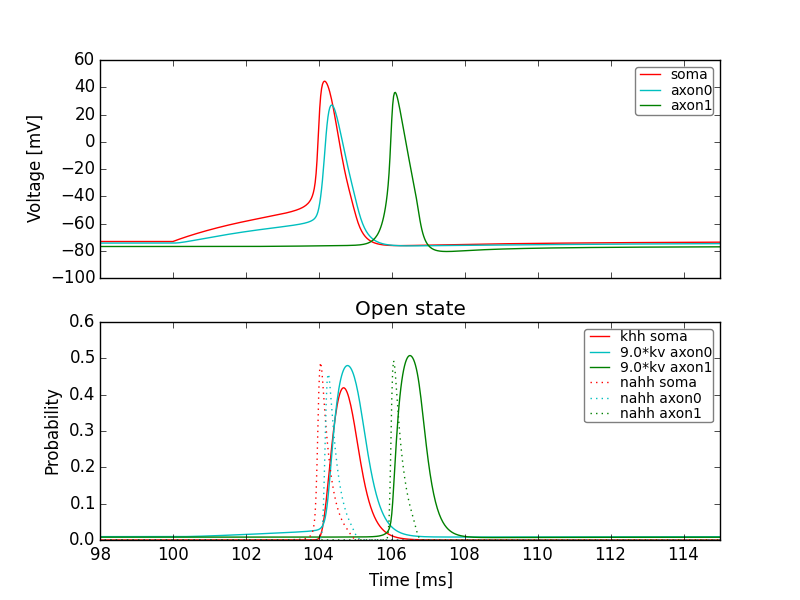 60
40
20
0
−20
−40
−60
−80
−100
Voltage [mV]
soma
axon0
axon1
Open state
0.6
0.5
0.4
0.3
0.2
0.1
0.0
Probability
khh soma
9.0*kv axon0
9.0*kv axon1
nahh soma
nahh axon0
nahh axon1
98 100 102 104 106 108 110 112 114
Time [ms]